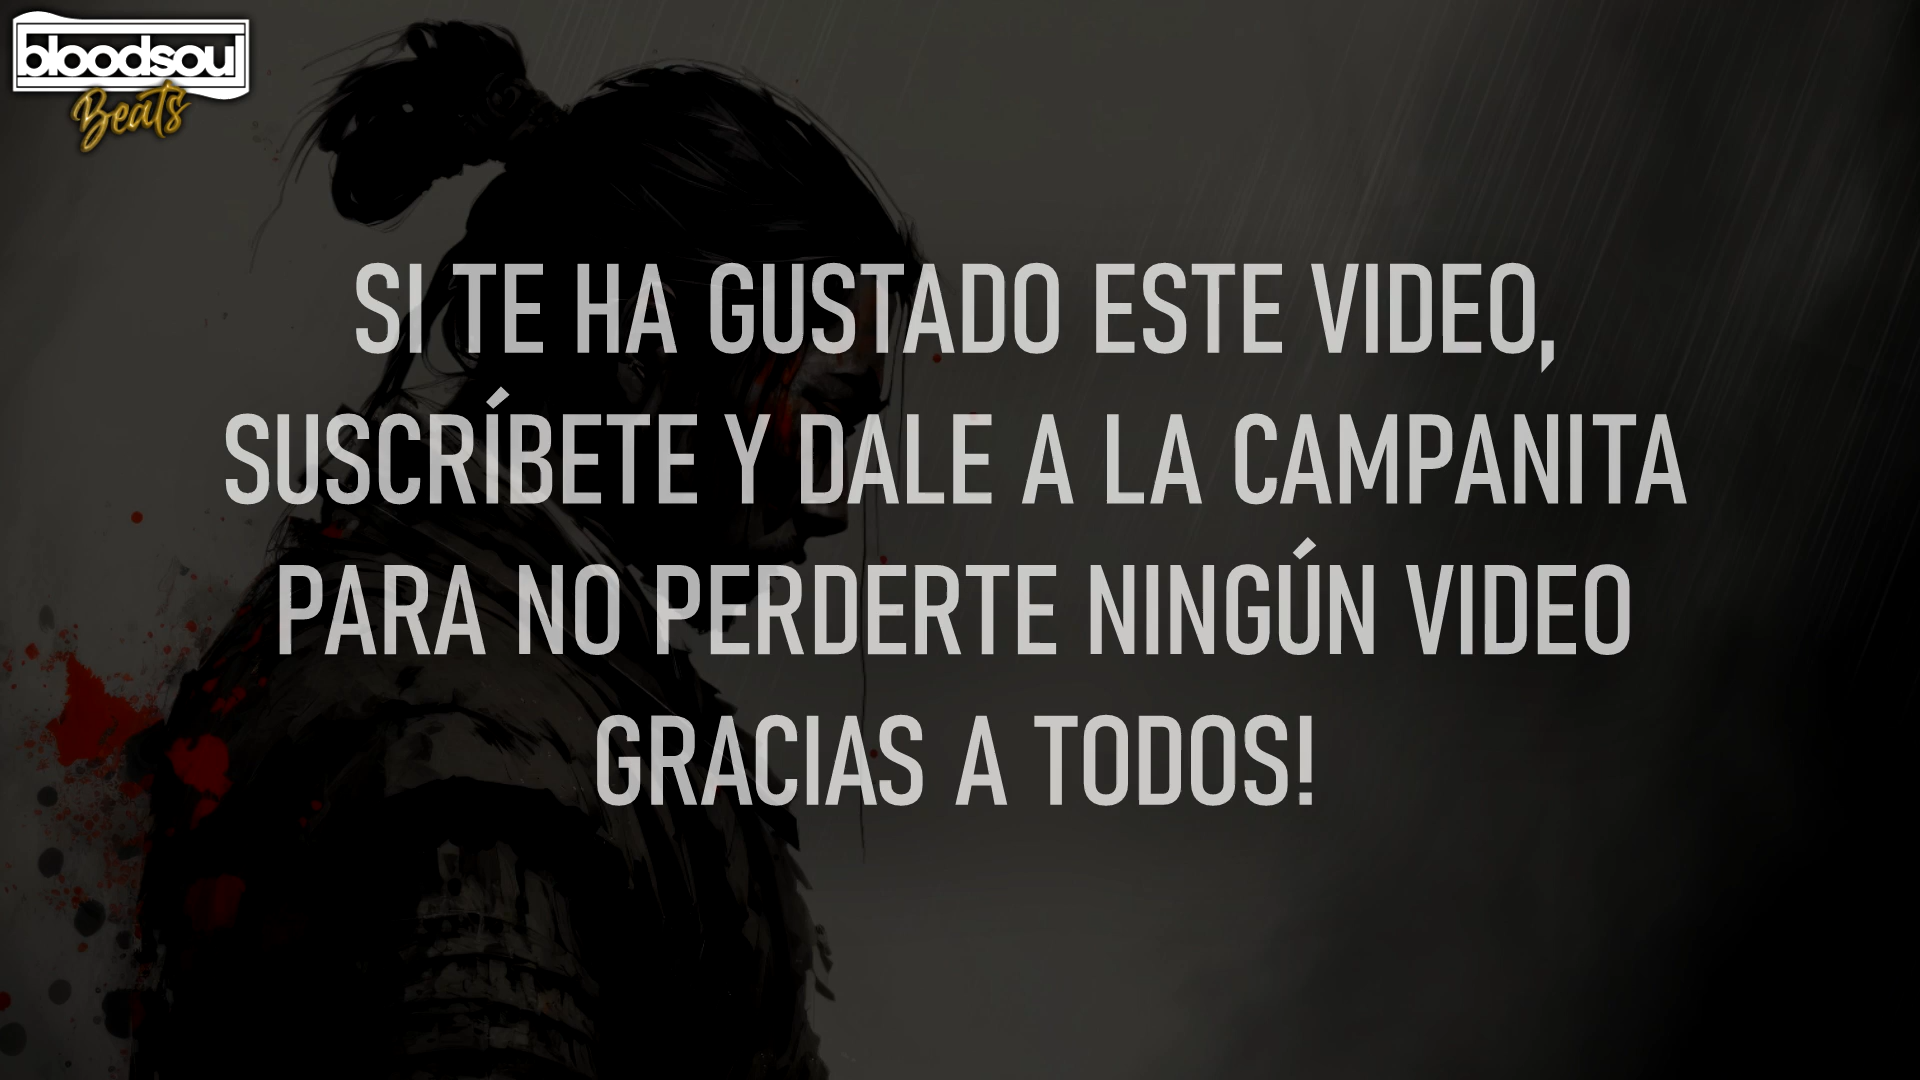 bloodsoul
Beats
SI TE HA GUSTADO ESTE VIDEO,
SUSCRÍBETE Y DALE A LA CAMPANITA
PARA NO PERDERTE NINGÚN VIDEO
GRACIAS A TODOS!